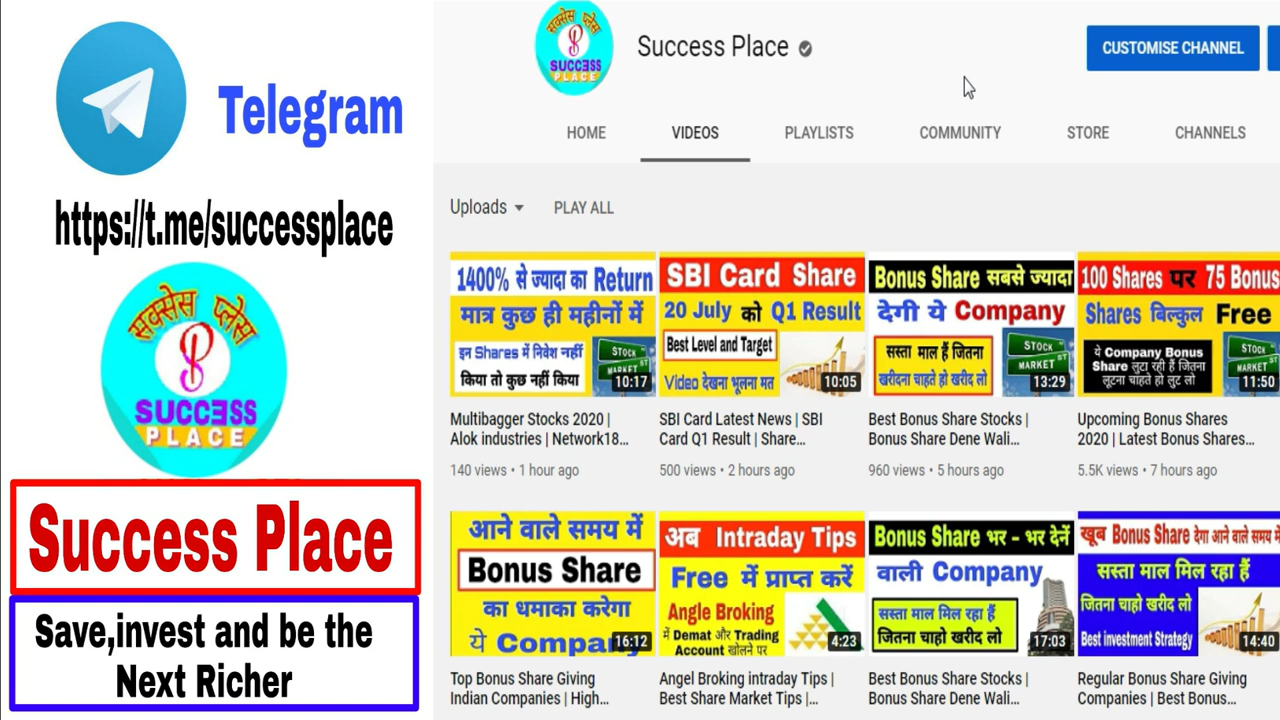 Telegram
https://t.me/successplace
सक्सेस प्लेस
SUCCESS
PLACE
Success Place
Save,invest and be the
Next Richer
सक्सेस प्लेस
SUCCESS
PLACE
Success Place
CUSTOMISE CHANNEL
HOME
VIDEOS
PLAYLISTS
COMMUNITY
STORE
CHANNELS
Uploads
PLAY ALL
1400% से ज्यादा का Return
मात्र कुछ ही महीनों में
इन Shares में निवेश नहीं
किया तो कुछ नहीं किया
STOCK
MARKET
10:17
Multibagger Stocks 2020 |
Alok industries | Network18...
140 views • 1 hour ago
SBI Card Share
20 July को Q1 Result
Best Level and Target
Video देखना भूलना मत
10:05
SBI Card Latest News | SBI
Card Q1 Result | Share...
500 views • 2 hours ago
Bonus Share सबसे ज्यादा
देगी ये Company
सस्ता माल हैं जितना
खरीदना चाहते हो खरीद लो
STOCK
MARKET ST
13:29
Best Bonus Share Stocks |
Bonus Share Dene Wali...
960 views • 5 hours ago
100 Shares पर 75 Bonus
Shares बिल्कुल Free
ये Company Bonus
Share लुटा रही हैं जितना
लूटना चाहते हो लुट लो
STOCK
MARKET
11:50
Upcoming Bonus Shares
2020 | Latest Bonus Shares...
5.5K views • 7 hours ago
आने वाले समय में
Bonus Share
का धमाका करेगा
ये Company
16:12
Top Bonus Share Giving
Indian Companies | High...
अब Intraday Tips
Free में प्राप्त करें
Angle Broking
में Demat और Trading
Account खोलने पर
4:23
Angel Broking intraday Tips |
Best Share Market Tips |...
Bonus Share भर - भर देनें
वाली Company
सस्ता माल मिल रहा हैं
जितना चाहो खरीद लो
17:03
Best Bonus Share Stocks |
Bonus Share Dene Wali...
खूब Bonus Share देगा आने वाले समय में
सस्ता माल मिल रहा हैं
जितना चाहो खरीद लो
Best investment Strategy
14:40
Regular Bonus Share Giving
Companies | Best Bonus...